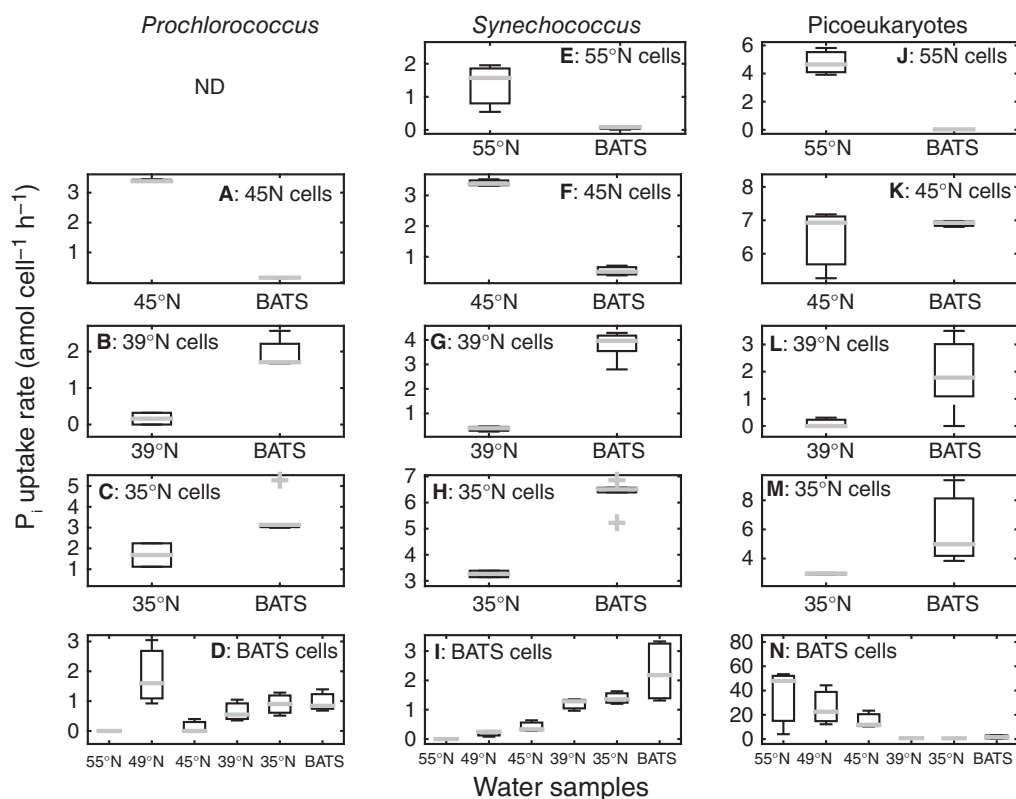 Prochlorococcus Synechococcus Picoeukaryotes
ND
E: 55°N cells
2
1
0
55°N BATS
J: 55N cells
6
4
2
0
55°N BATS
P i uptake rate (amol cell−1 h−1)
A: 45N cells
3
2
1
45°N BATS
F: 45N cells
3
2
1
45°N BATS
K: 45°N cells
8
7
6
45°N BATS
B: 39°N cells
2
1
0
39°N BATS
G: 39°N cells
4
3
2
1
39°N BATS
L: 39°N cells
3
2
1
0
39°N BATS
C: 35°N cells
5
4
3
2
1
35°N BATS
H: 35°N cells
7
6
5
4
3
35°N BATS
M: 35°N cells
8
6
4
35°N BATS
D: BATS cells
3
2
1
0
55°N 49°N 45°N 39°N 35°N BATS
I: BATS cells
3
2
1
0
55°N 49°N 45°N 39°N 35°N BATS
N: BATS cells
80
60
40
20
0
55°N 49°N 45°N 39°N 35°N BATS
Water samples